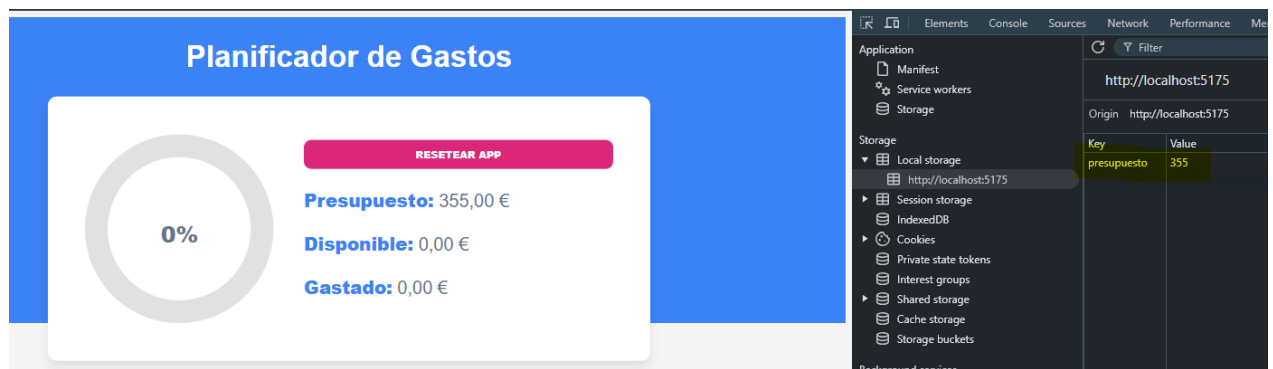 Planificador de Gastos
0%
RESETEAR APP
Presupuesto: 355,00 €
Disponible: 0,00 €
Gastado: 0,00 €
Elements Console Sources Network Performance
Application
Manifest
Service workers
Storage
Storage
Local storage
http://localhost:5175
Session storage
IndexedDB
Cookies
Private state tokens
Interest groups
Shared storage
Cache storage
Storage buckets
Filter
http://localhost:5175
Origin http://localhost:5175
Key Value
presupuesto 355